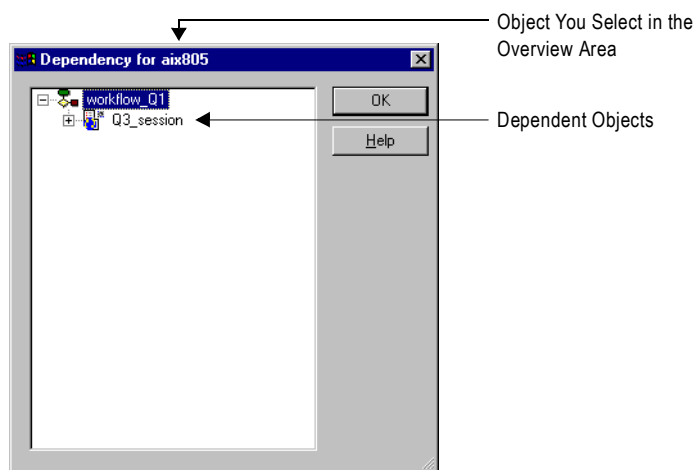 Object You Select in the
Overview Area
Dependency for aix805
workflow_Q1
Q3_session
OK
Help
Dependent Objects